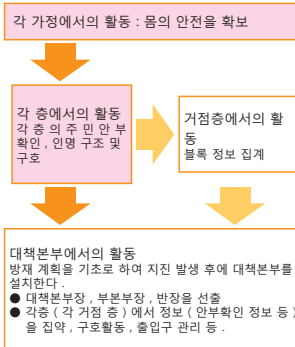 각 가정에서의 활동 : 몸의 안전을 확보
각 층에서의 활동
각 층 의 주 민 안 부
확인 , 인명 구조 및
구호
거점층에서의 활
동
블록 정보 집계
대책본부에서의 활동
방재 계획을 기초로 하여 지진 발생 후에 대책본부를
설치한다 .
● 대책본부장 , 부본부장 , 반장을 선출
● 각층 ( 각 거점 층 ) 에서 정보 ( 안부확인 정보 등 )
을 집약 , 구호활동 , 출입구 관리 등 .